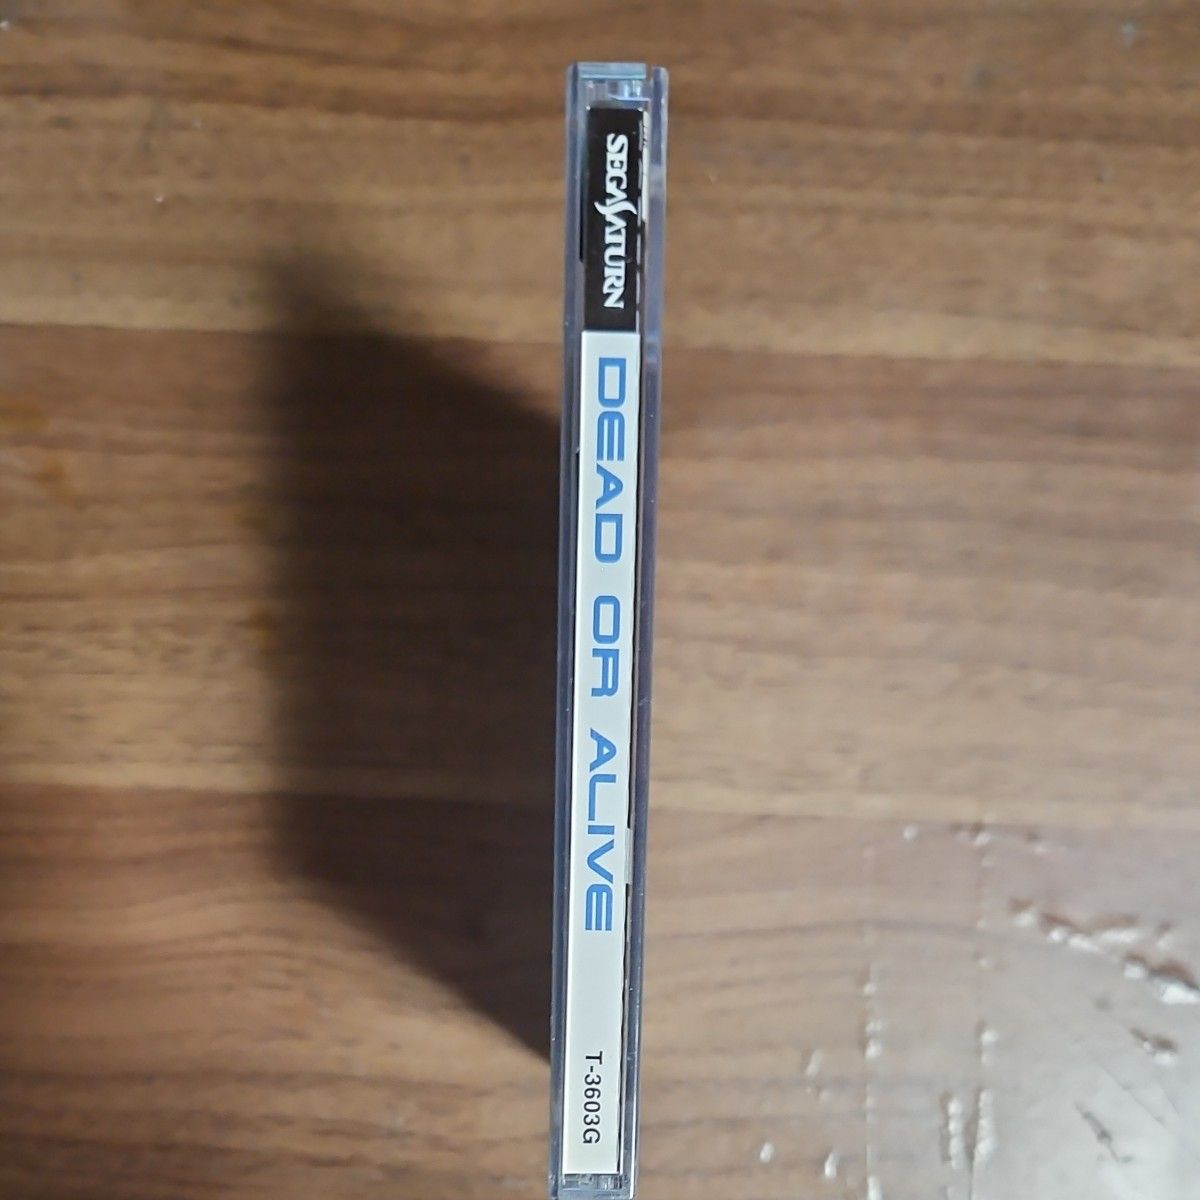 SEGA SATURN
DEAD OR ALIVE
T-3603G